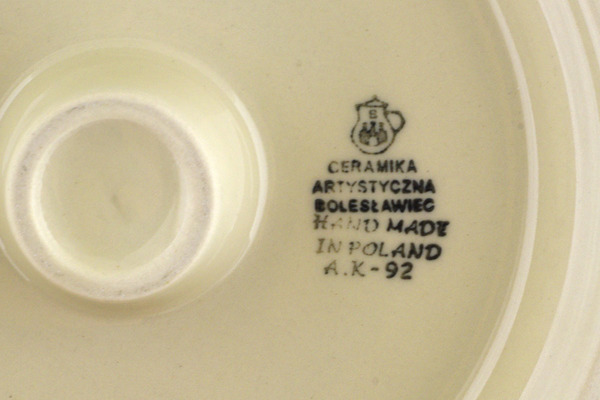 B
CERAMIKA
ARTYSTYCZNA
BOLESŁAWIEC
HAND MADE
IN POLAND
A.K-92